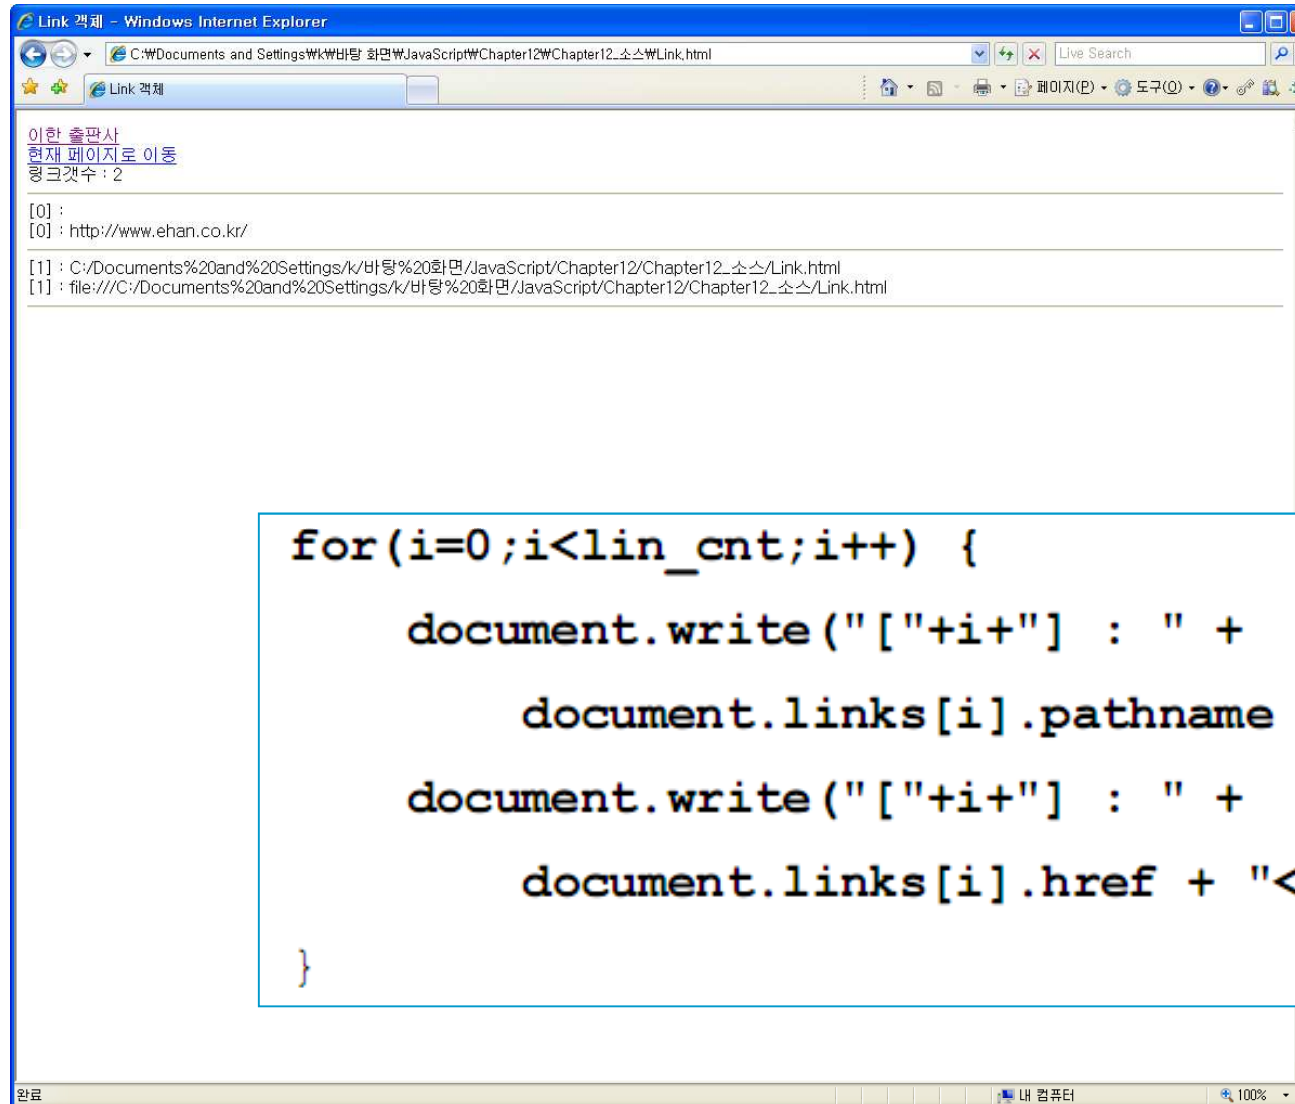 Link 객체 - Windows Internet Explorer
C:₩Documents and Settings₩k₩바탕 화면₩JavaScript₩Chapter12₩Chapter12_소스₩Link.html
Live Search
Link 객체
페이지(P)
도구(O)
이한 출판사
현재 페이지로 이동
링크갯수 : 2
[0] :
[0] : http://www.ehan.co.kr/
[1] : C:/Documents%20and%20Settings/k/바탕%20화면/JavaScript/Chapter12/Chapter12_소스/Link.html
[1] : file:///C:/Documents%20and%20Settings/k/바탕%20화면/JavaScript/Chapter12/Chapter12_소스/Link.html
for(i=0;i<lin_cnt;i++) {
document.write("["+i+"] : " +
document.links[i].pathname
document.write("["+i+"] : " +
document.links[i].href + "<
}
완료
내 컴퓨터
100%